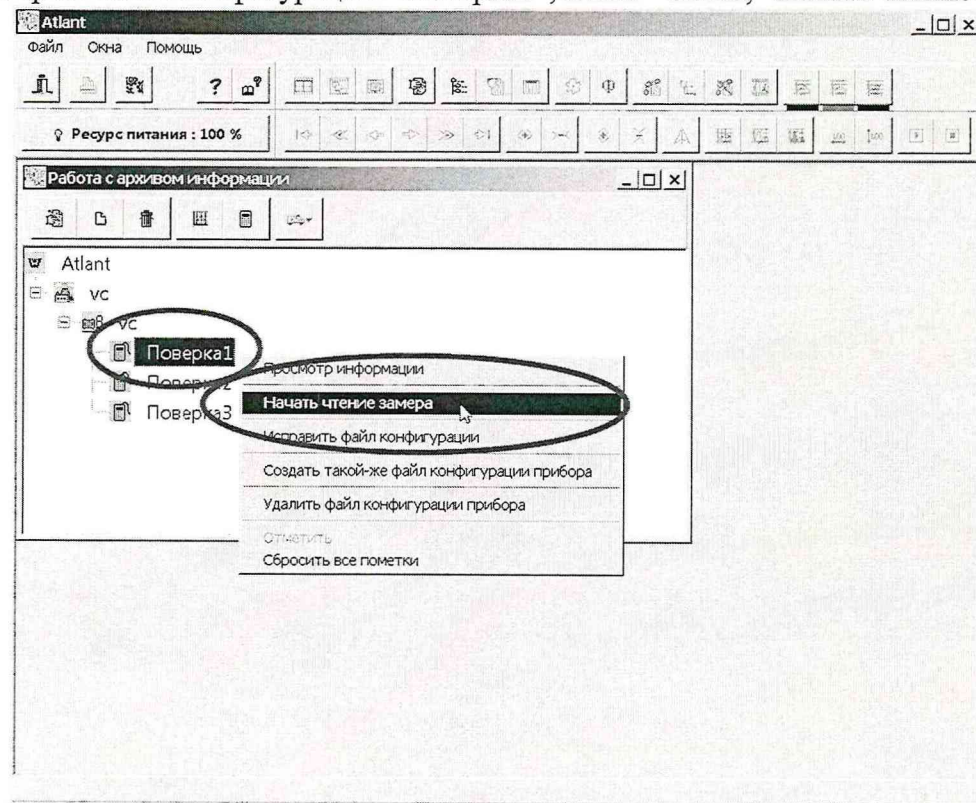 Atlant
Файл Окна Помощь
Ресурс питания : 100 %
Работа с архивом информации
Atlant
vc
vc
Поверка1
Поверка2
Поверка3
Просмотр информации
Начать чтение замера
Исправить файл конфигурации
Создать такой-же файл конфигурации прибора
Удалить файл конфигурации прибора
Отметить
Сбросить все пометки